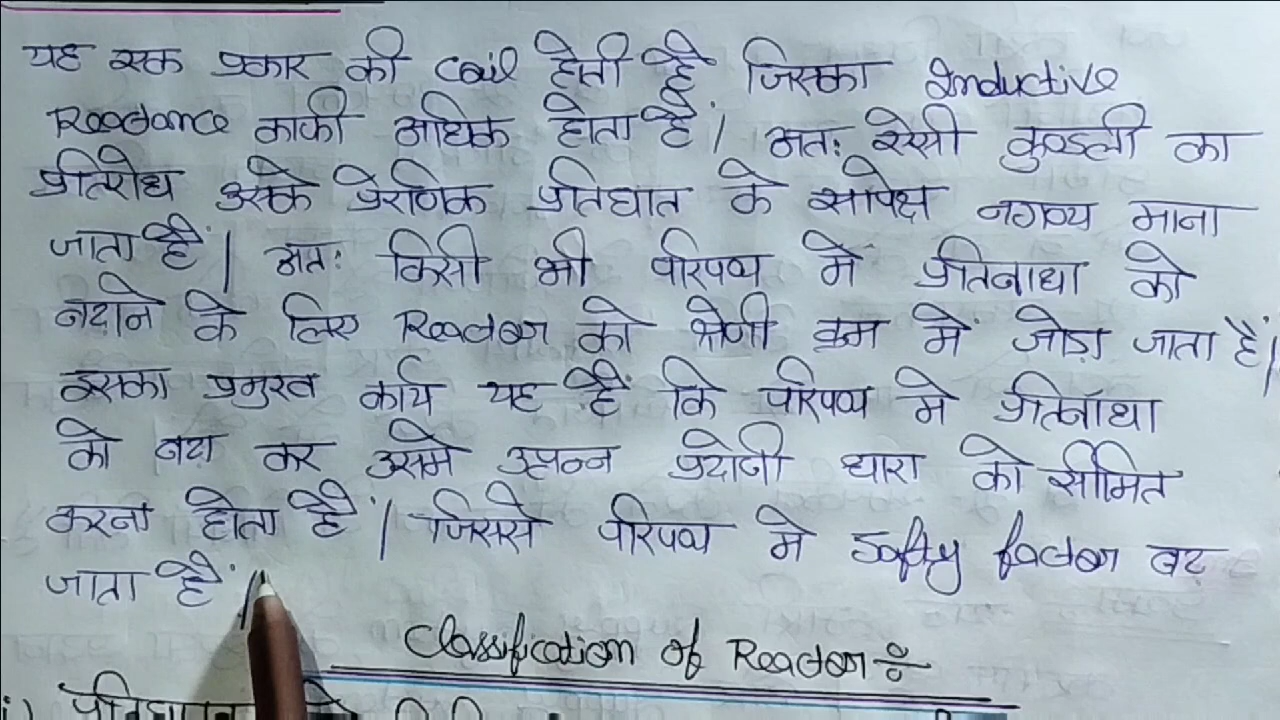 यह एक प्रकार की Coil होती है जिसका Inductive
Reactance काफी अधिक होता है। अतः ऐसी कुण्डली का
प्रतिरोध उसके प्रेरणिक प्रतिघात के सापेक्ष नगण्य माना
जाता है। अतः किसी भी परिपथ मे प्रतिबाधा को
बढाने के लिए Reactor को श्रेणी क्रम में जोड़ा जाता है।
इसका प्रमुख कार्य यह हैं कि परिपथ मे प्रतिबाधा
को बढा कर उसमे उत्पन्न प्रदोषी धारा को सीमित
करना होता है। जिससे परिपथ मे Safty factor बढ
जाता हैं।
Classification of Reactor ÷
i)